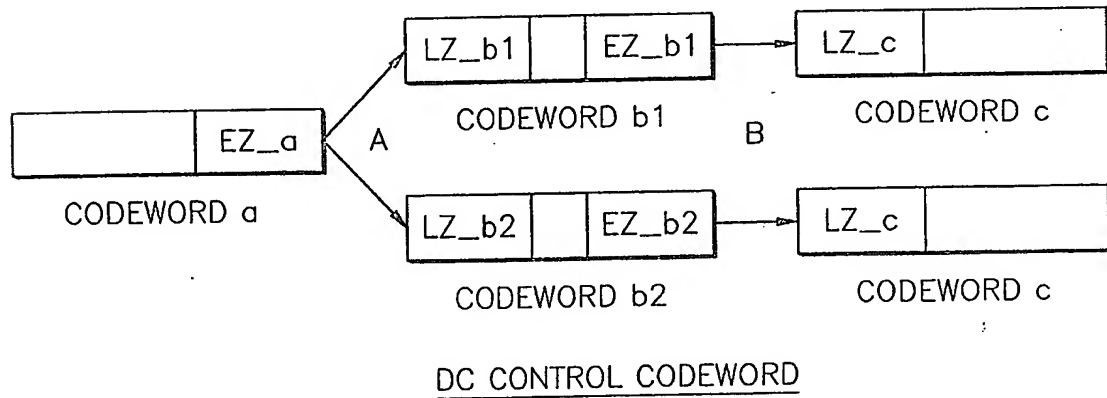 LZ_b1 EZ_b1 LZ_c
CODEWORD b1 CODEWORD c
EZ_a A B
CODEWORD a
LZ_b2 EZ_b2 LZ_c
CODEWORD b2 CODEWORD c
DC CONTROL CODEWORD